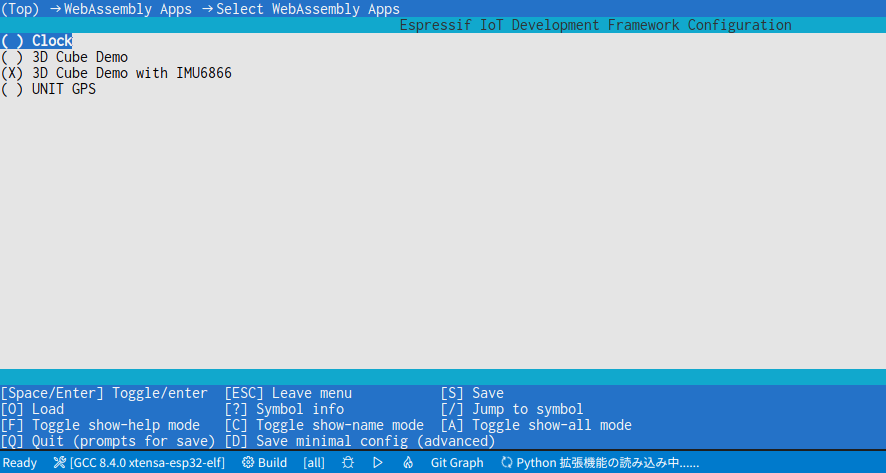 (Top) →WebAssembly Apps →Select WebAssembly Apps
Espressif IoT Development Framework Configuration
( ) Clock
( ) 3D Cube Demo
(X) 3D Cube Demo with IMU6866
( ) UNIT GPS
[Space/Enter] Toggle/enter [ESC] Leave menu [S] Save
[O] Load [?] Symbol info [/] Jump to symbol
[F] Toggle show-help mode [C] Toggle show-name mode [A] Toggle show-all mode
[Q] Quit (prompts for save) [D] Save minimal config (advanced)
Ready [GCC 8.4.0 xtensa-esp32-elf] Build [all] Git Graph Python 拡張機能の読み込み中......